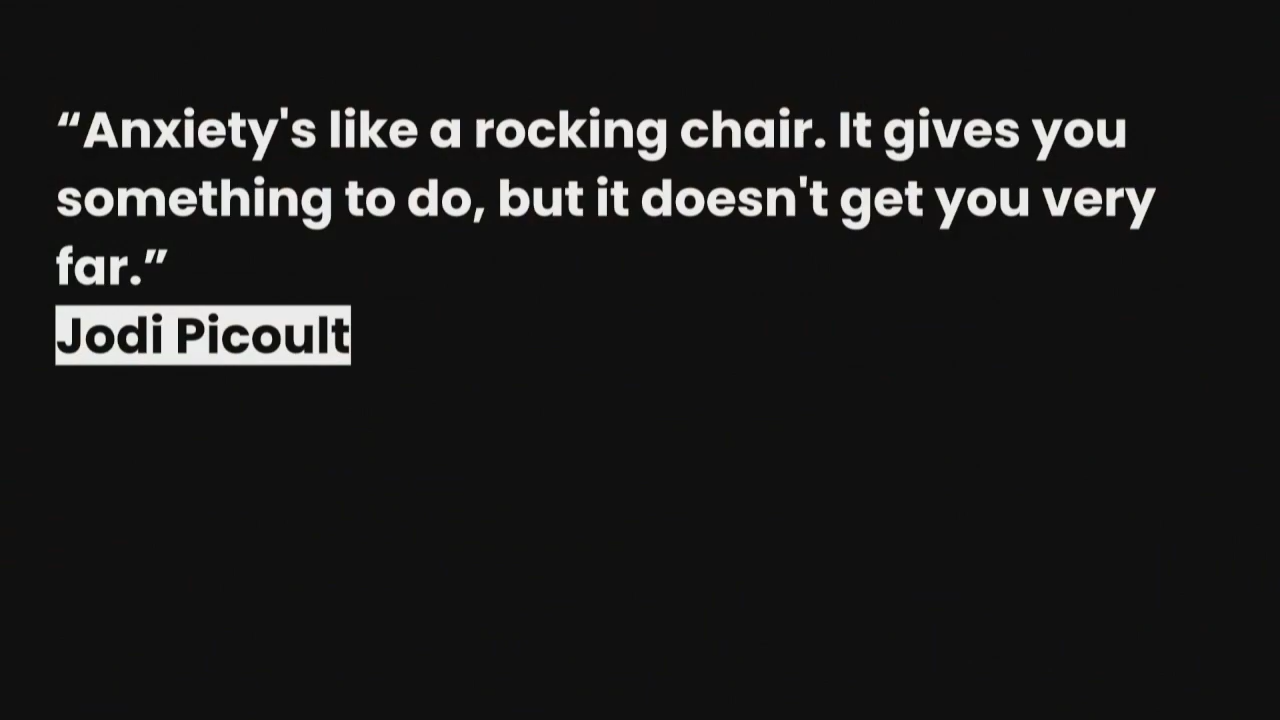 “Anxiety's like a rocking chair. It gives you
something to do, but it doesn't get you very
far.”
Jodi Picoult